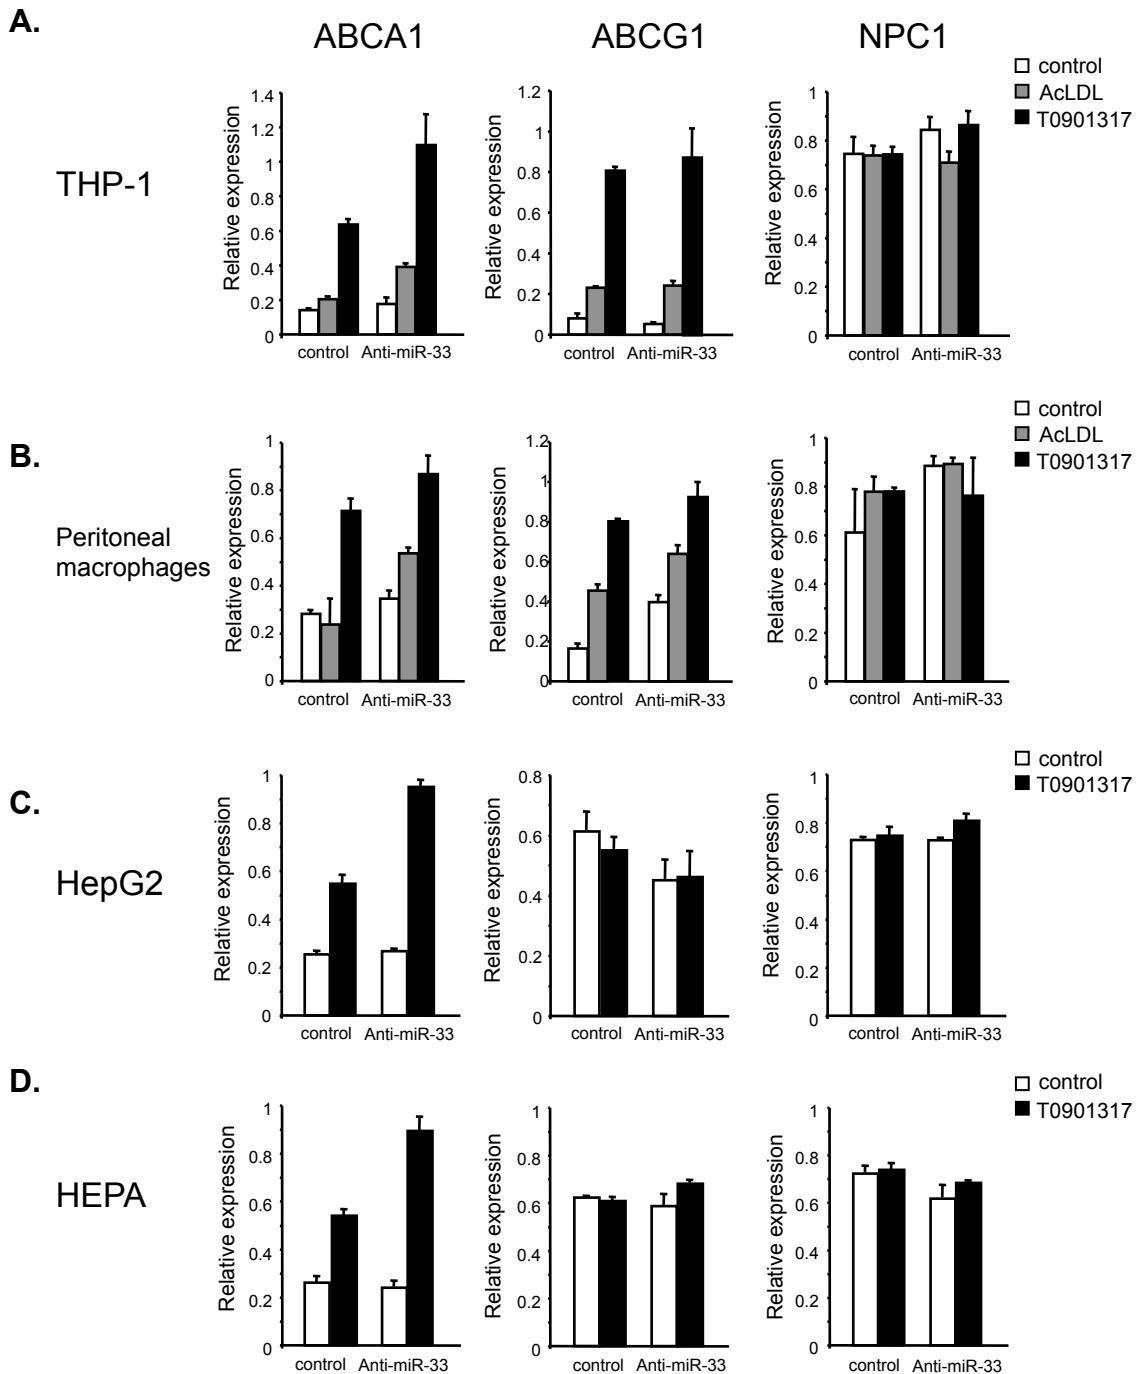 A.
ABCA1
ABCG1
NPC1
control
AcLDL
T0901317
THP-1
Relative expression
1.4
1.2
1
0.8
0.6
0.4
0.2
0
control
Anti-miR-33
Relative expression
1.2
1
0.8
0.6
0.4
0.2
0
control
Anti-miR-33
Relative expression
1
0.8
0.6
0.4
0.2
0
control
Anti-miR-33
B.
control
AcLDL
T0901317
Peritoneal
macrophages
Relative expression
1
0.8
0.6
0.4
0.2
0
control
Anti-miR-33
Relative expression
1.2
1
0.8
0.6
0.4
0.2
0
control
Anti-miR-33
Relative expression
1
0.8
0.6
0.4
0.2
0
control
Anti-miR-33
C.
control
T0901317
HepG2
Relative expression
1
0.8
0.6
0.4
0.2
0
control
Anti-miR-33
Relative expression
0.8
0.6
0.4
0.2
0
control
Anti-miR-33
Relative expression
1
0.8
0.6
0.4
0.2
0
control
Anti-miR-33
D.
control
T0901317
HEPA
Relative expression
1
0.8
0.6
0.4
0.2
0
control
Anti-miR-33
Relative expression
1
0.8
0.6
0.4
0.2
0
control
Anti-miR-33
Relative expression
1
0.8
0.6
0.4
0.2
0
control
Anti-miR-33